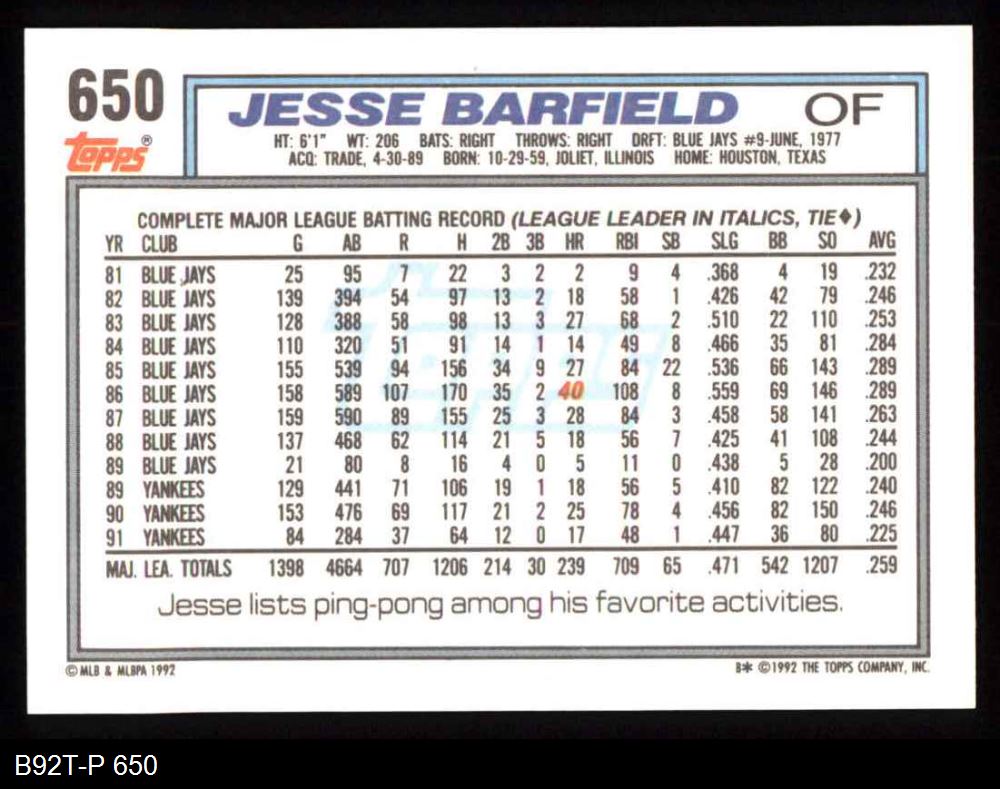 650
Topps®
JESSE BARFIELD OF
HT: 6'1" WT: 206 BATS: RIGHT THROWS: RIGHT DRFT: BLUE JAYS #9-JUNE, 1977
ACQ: TRADE, 4-30-89 BORN: 10-29-59, JOLIET, ILLINOIS HOME: HOUSTON, TEXAS
COMPLETE MAJOR LEAGUE BATTING RECORD (LEAGUE LEADER IN ITALICS, TIE♦)
YR CLUB G AB R H 2B 3B HR RBI SB SLG BB SO AVG
81 BLUE JAYS 25 95 7 22 3 2 2 9 4 .368 4 19 .232
82 BLUE JAYS 139 394 54 97 13 2 18 58 1 .426 42 79 .246
83 BLUE JAYS 128 388 58 98 13 3 27 68 2 .510 22 110 .253
84 BLUE JAYS 110 320 51 91 14 1 14 49 8 .466 35 81 .284
85 BLUE JAYS 155 539 94 156 34 9 27 84 22 .536 66 143 .289
86 BLUE JAYS 158 589 107 170 35 2 40 108 8 .559 69 146 .289
87 BLUE JAYS 159 590 89 155 25 3 28 84 3 .458 58 141 .263
88 BLUE JAYS 137 468 62 114 21 5 18 56 7 .425 41 108 .244
89 BLUE JAYS 21 80 8 16 4 0 5 11 0 .438 5 28 .200
89 YANKEES 129 441 71 106 19 1 18 56 5 .410 82 122 .240
90 YANKEES 153 476 69 117 21 2 25 78 4 .456 82 150 .246
91 YANKEES 84 284 37 64 12 0 17 48 1 .447 36 80 .225
MAJ. LEA. TOTALS 1398 4664 707 1206 214 30 239 709 65 .471 542 1207 .259
Topps
Jesse lists ping-pong among his favorite activities.
© MLB & MLBPA 1992
B* ©1992 THE TOPPS COMPANY, INC.
B92T-P 650